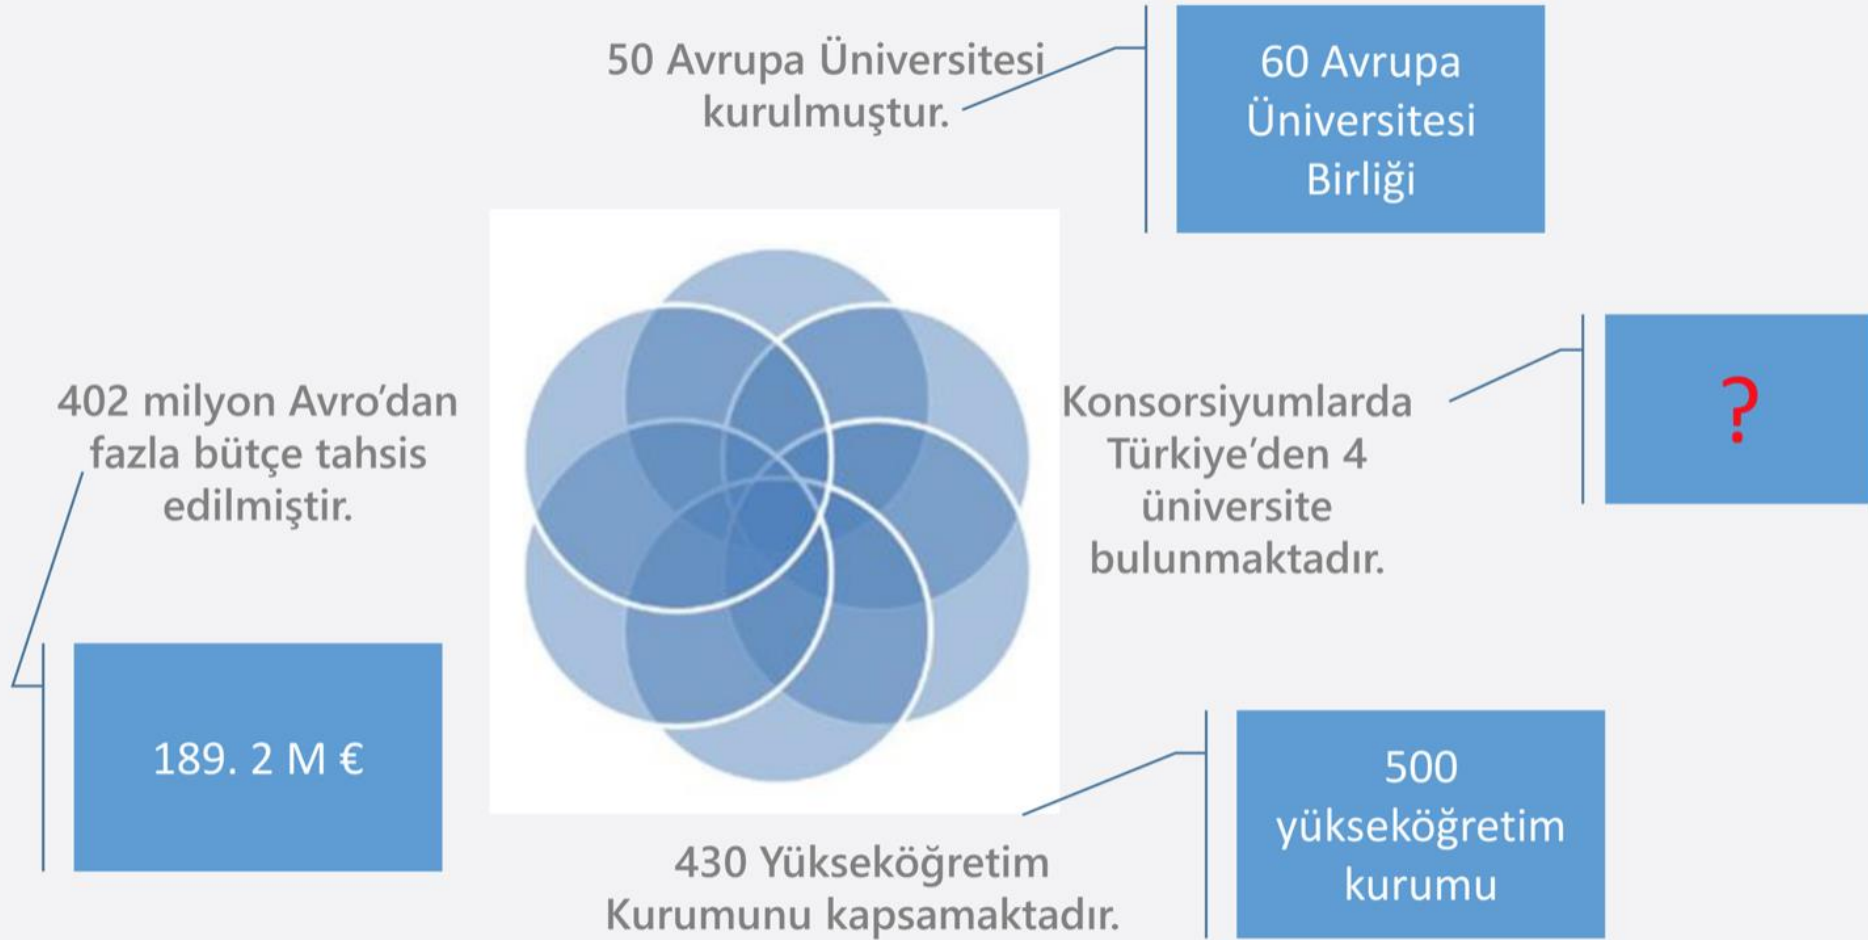 50 Avrupa Üniversitesi
kurulmuştur.
60 Avrupa
Üniversitesi
Birliği
402 milyon Avro'dan
fazla bütçe tahsis
edilmiştir.
Konsorsiyumlarda
Türkiye'den 4
üniversite
bulunmaktadır.
?
189. 2 M €
430 Yükseköğretim
Kurumunu kapsamaktadır.
500
yükseköğretim
kurumu